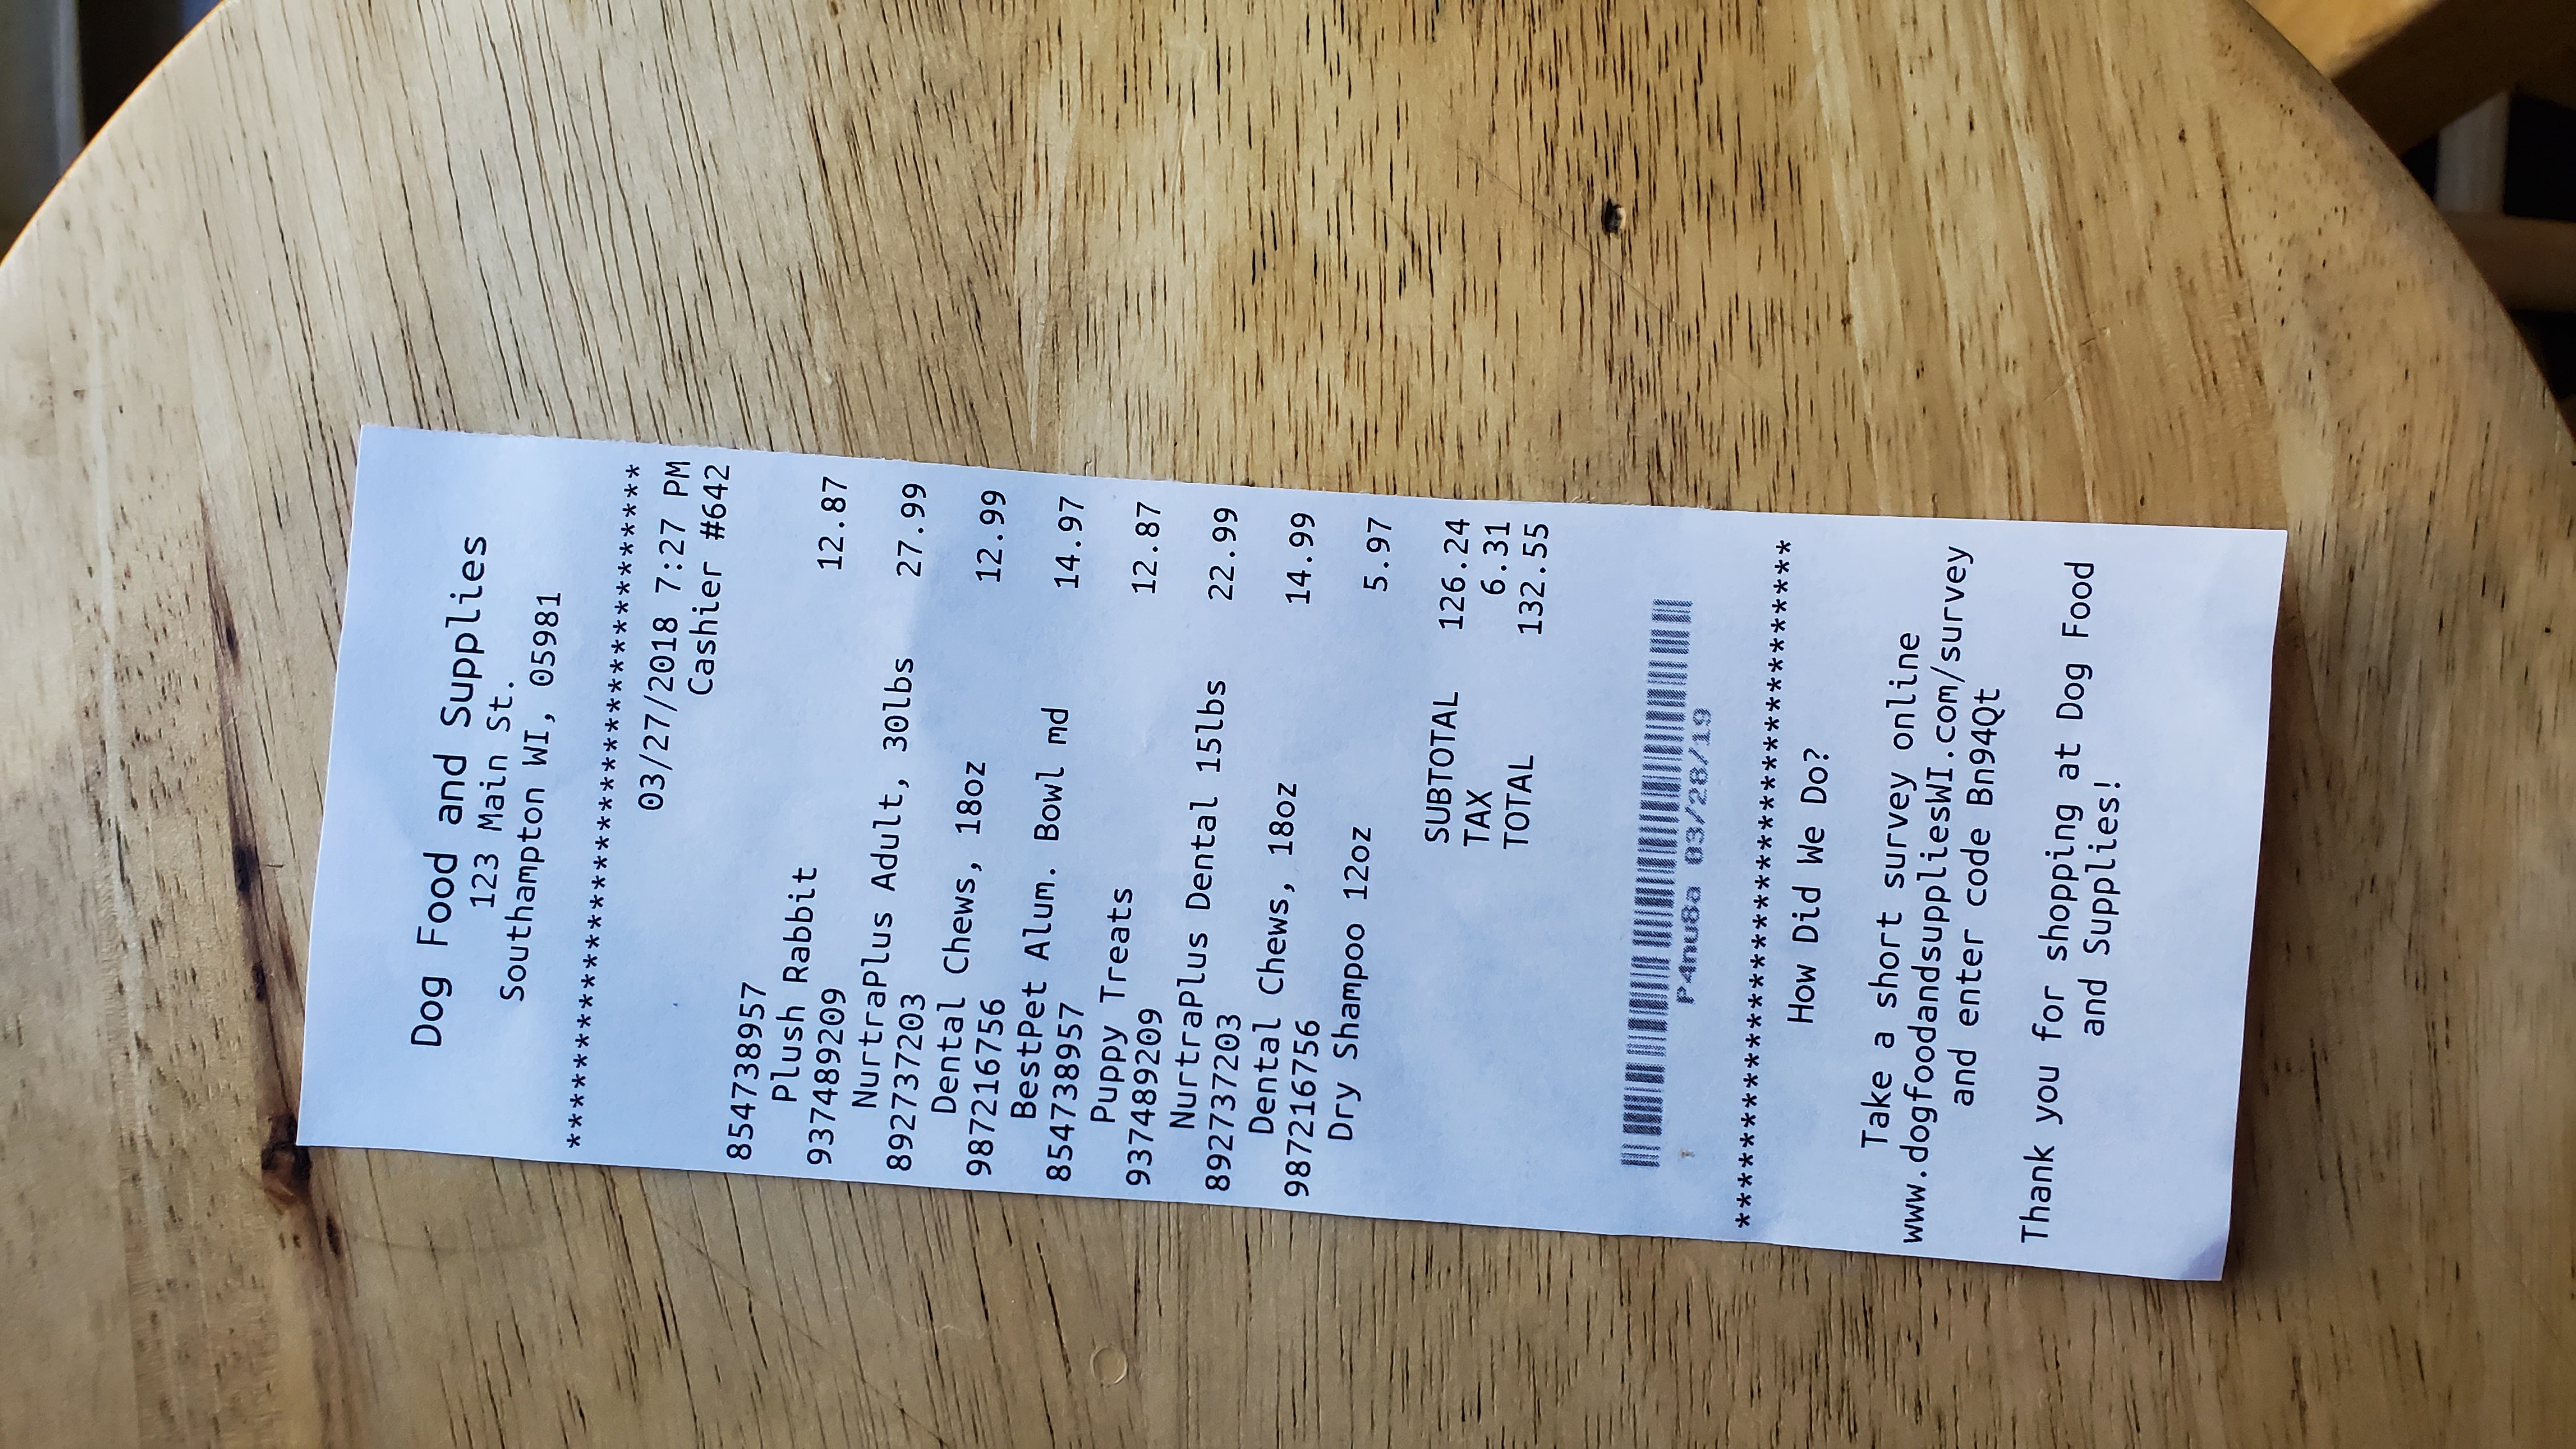 Dog Food and Supplies
123 Main St.
Southampton WI, 05981
**********************************
03/27/2018 7:27 PM
Cashier #642
854738957
Plush Rabbit 12.87
937489209
NurtraPlus Adult, 30lbs 27.99
892737203
Dental Chews, 18oz 12.99
987216756
BestPet Alum. Bowl md 14.97
854738957
Puppy Treats 12.87
937489209
NurtraPlus Dental 15lbs 22.99
892737203
Dental Chews, 18oz 14.99
987216756
Dry Shampoo 12oz 5.97
SUBTOTAL 126.24
TAX 6.31
TOTAL 132.55
P4nu8a 03/28/19
**********************************
How Did We Do?
Take a short survey online
www.dogfoodandsuppliesWI.com/survey
and enter code Bn94Qt
Thank you for shopping at Dog Food
and Supplies!